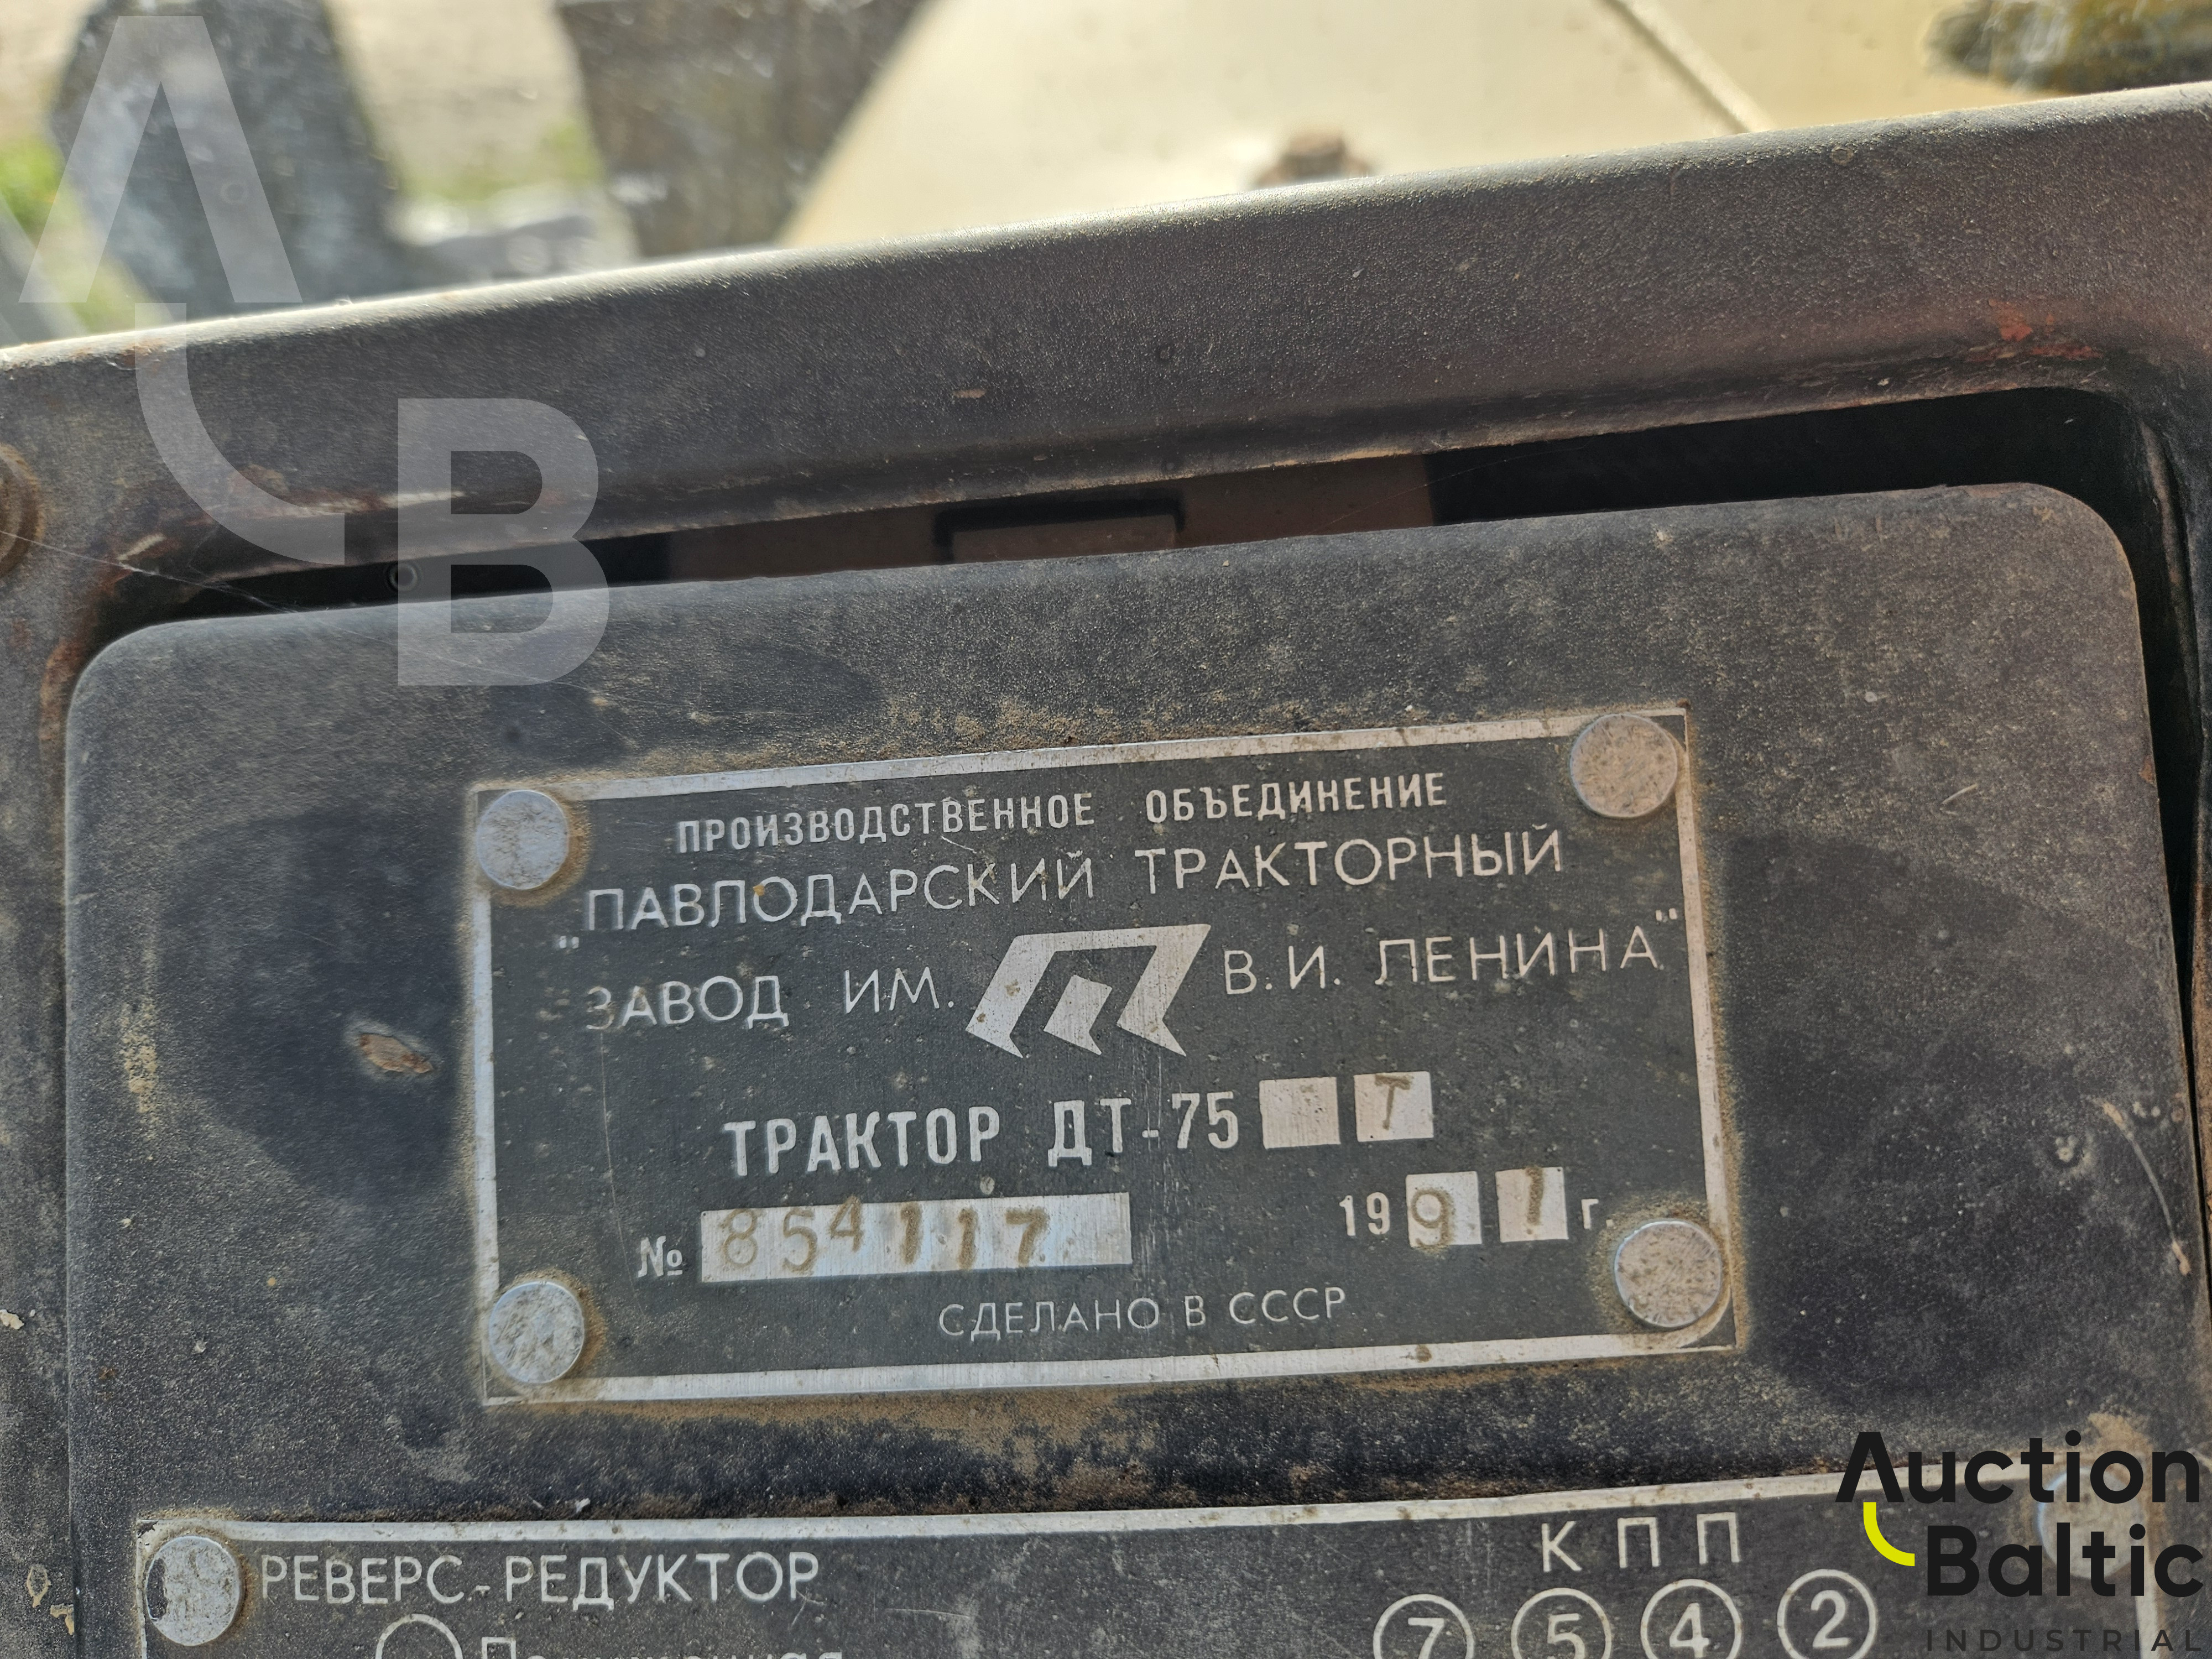 ПРОИЗВОДСТВЕННОЕ ОБЪЕДИНЕНИЕ
„ПАВЛОДАРСКИЙ ТРАКТОРНЫЙ
ЗАВОД ИМ. В. И. ЛЕНИНА"
ТРАКТОР ДТ-75 Т
№ 854117 1991 г.
СДЕЛАНО В СССР
РЕВЕРС-РЕДУКТОР
КПП
7 5 4 2
AB
Auction
Baltic
INDUSTRIAL